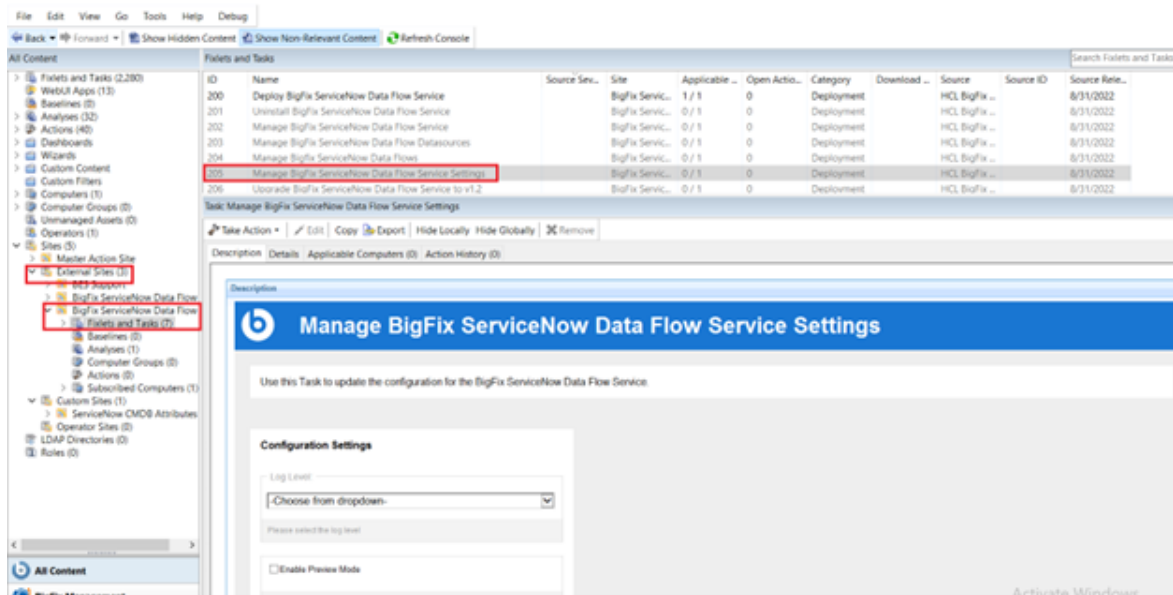 File Edit View Go Tools Help Debug
Back Forward Show Hidden Content Show Non-Relevant Content Refresh Console
All Content
Fixlets and Tasks
Search Fixlets and Tasks
Fixlets and Tasks (2,280)
WebUI Apps (13)
Baselines (0)
Analyses (32)
Actions (40)
Dashboards
Wizards
Custom Content
Custom Filters
Computers (1)
Computer Groups (0)
Unmanaged Assets (0)
Operators (1)
Sites (5)
Master Action Site
External Sites (3)
BES Support
BigFix ServiceNow Data Flow
BigFix ServiceNow Data Flow
Fixlets and Tasks (7)
Baselines (0)
Analyses (1)
Computer Groups (0)
Actions (0)
Subscribed Computers (1)
Custom Sites (1)
ServiceNow CMDB Attributes
Operator Sites (0)
LDAP Directories (0)
Roles (0)
All Content
BigFix Management
ID Name Source Sev... Site Applicable ... Open Actio... Category Download ... Source Source ID Source Rele...
200 Deploy BigFix ServiceNow Data Flow Service BigFix Servic... 1 / 1 0 Deployment HCL BigFix ... 8/31/2022
201 Uninstall BigFix ServiceNow Data Flow Service BigFix Servic... 0 / 1 0 Deployment HCL BigFix ... 8/31/2022
202 Manage BigFix ServiceNow Data Flow Service BigFix Servic... 0 / 1 0 Deployment HCL BigFix ... 8/31/2022
203 Manage BigFix ServiceNow Data Flow Datasources BigFix Servic... 0 / 1 0 Deployment HCL BigFix ... 8/31/2022
204 Manage BigFix ServiceNow Data Flows BigFix Servic... 0 / 1 0 Deployment HCL BigFix ... 8/31/2022
205 Manage BigFix ServiceNow Data Flow Service Settings BigFix Servic... 0 / 1 0 Deployment HCL BigFix ... 8/31/2022
206 Upgrade BigFix ServiceNow Data Flow Service to v1.2 BigFix Servic... 0 / 1 0 Deployment HCL BigFix ... 8/31/2022
Task: Manage BigFix ServiceNow Data Flow Service Settings
Take Action Edit Copy Export Hide Locally Hide Globally Remove
Description Details Applicable Computers (0) Action History (0)
Description
Manage BigFix ServiceNow Data Flow Service Settings
Use this Task to update the configuration for the BigFix ServiceNow Data Flow Service.
Configuration Settings
Log Level
-Choose from dropdown-
Please select the log level
Enable Preview Mode
Activate Windows